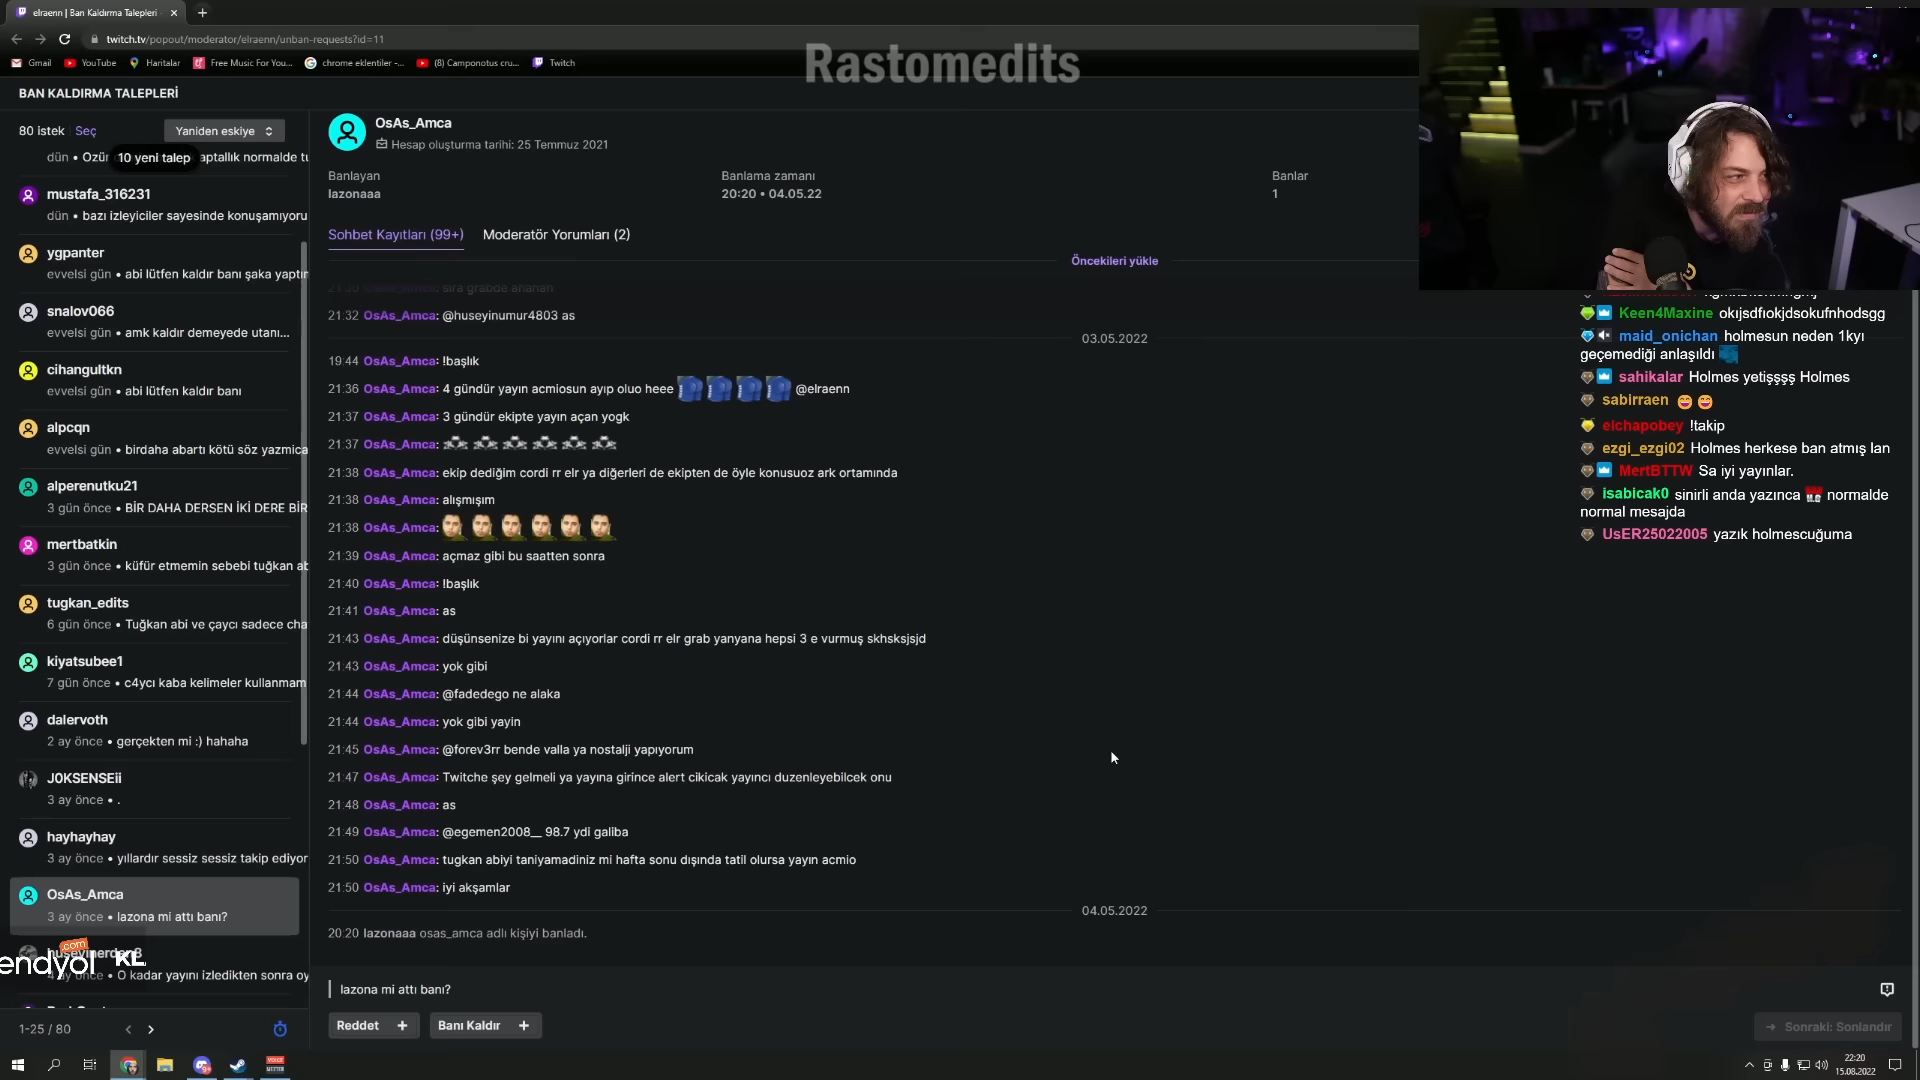 elraenn | Ban Kaldırma Talepleri
twitch.tv/popout/moderator/elraenn/unban-requests?id=11
Gmail
YouTube
Haritalar
Free Music For You...
chrome eklentiler -...
(8) Camponotus cru...
Twitch
Rastomedits
BAN KALDIRMA TALEPLERİ
80 istek
Seç
Yaniden eskiye
dün • Özür
10 yeni talep
aptallık normalde tu
mustafa_316231
dün • bazı izleyiciler sayesinde konuşamıyoru
ygpanter
evvelsi gün • abi lütfen kaldır banı şaka yaptım
snalov066
evvelsi gün • amk kaldır demeyede utanı...
cihangultkn
evvelsi gün • abi lütfen kaldır banı
alpcqn
evvelsi gün • birdaha abartı kötü söz yazmica
alperenutku21
3 gün önce • BİR DAHA DERSEN İKİ DERE BİR
mertbatkin
3 gün önce • küfür etmemin sebebi tuğkan ab
tugkan_edits
6 gün önce • Tuğkan abi ve çaycı sadece cha
kiyatsubee1
7 gün önce • c4ycı kaba kelimeler kullanmam
dalervoth
2 ay önce • gerçekten mi :) hahaha
J0KSENSEii
3 ay önce • .
hayhayhay
3 ay önce • yıllardır sessiz sessiz takip ediyor
OsAs_Amca
3 ay önce • lazona mi attı banı?
.com
endyol KL
4 ay önce • O kadar yayını izledikten sonra oy
1-25 / 80
OsAs_Amca
Hesap oluşturma tarihi: 25 Temmuz 2021
Banlayan
lazonaaa
Banlama zamanı
20:20 • 04.05.22
Banlar
1
Sohbet Kayıtları (99+)
Moderatör Yorumları (2)
Öncekileri yükle
21:32 OsAs_Amca: @huseyinumur4803 as
03.05.2022
19:44 OsAs_Amca: !başlık
21:36 OsAs_Amca: 4 gündür yayın acmiosun ayıp oluo heee @elraenn
21:37 OsAs_Amca: 3 gündür ekipte yayın açan yogk
21:37 OsAs_Amca:
21:38 OsAs_Amca: ekip dediğim cordi rr elr ya diğerleri de ekipten de öyle konusuoz ark ortamında
21:38 OsAs_Amca: alışmışım
21:38 OsAs_Amca:
21:39 OsAs_Amca: açmaz gibi bu saatten sonra
21:40 OsAs_Amca: !başlık
21:41 OsAs_Amca: as
21:43 OsAs_Amca: düşünsenize bi yayını açıyorlar cordi rr elr grab yanyana hepsi 3 e vurmuş skhsksjsjd
21:43 OsAs_Amca: yok gibi
21:44 OsAs_Amca: @fadedego ne alaka
21:44 OsAs_Amca: yok gibi yayin
21:45 OsAs_Amca: @forev3rr bende valla ya nostalji yapıyorum
21:47 OsAs_Amca: Twitche şey gelmeli ya yayına girince alert cikicak yayıncı duzenleyebilcek onu
21:48 OsAs_Amca: as
21:49 OsAs_Amca: @egemen2008__ 98.7 ydi galiba
21:50 OsAs_Amca: tugkan abiyi taniyamadiniz mi hafta sonu dışında tatil olursa yayın acmio
21:50 OsAs_Amca: iyi akşamlar
04.05.2022
20:20 lazonaaa osas_amca adlı kişiyi banladı.
lazona mi attı banı?
Reddet +
Banı Kaldır +
Sonraki: Sonlandır
Keen4Maxine okıjsdfıokjdsokufnhodsgg
maid_onichan holmesun neden 1kyı
geçemediği anlaşıldı
sahikalar Holmes yetişşşş Holmes
sabirraen
elchapobey !takip
ezgi_ezgi02 Holmes herkese ban atmış lan
MertBTTW Sa iyi yayınlar.
isabicak0 sinirli anda yazınca normalde
normal mesajda
UsER25022005 yazık holmescuğuma
VOICE
MEETER
22:20
15.08.2022